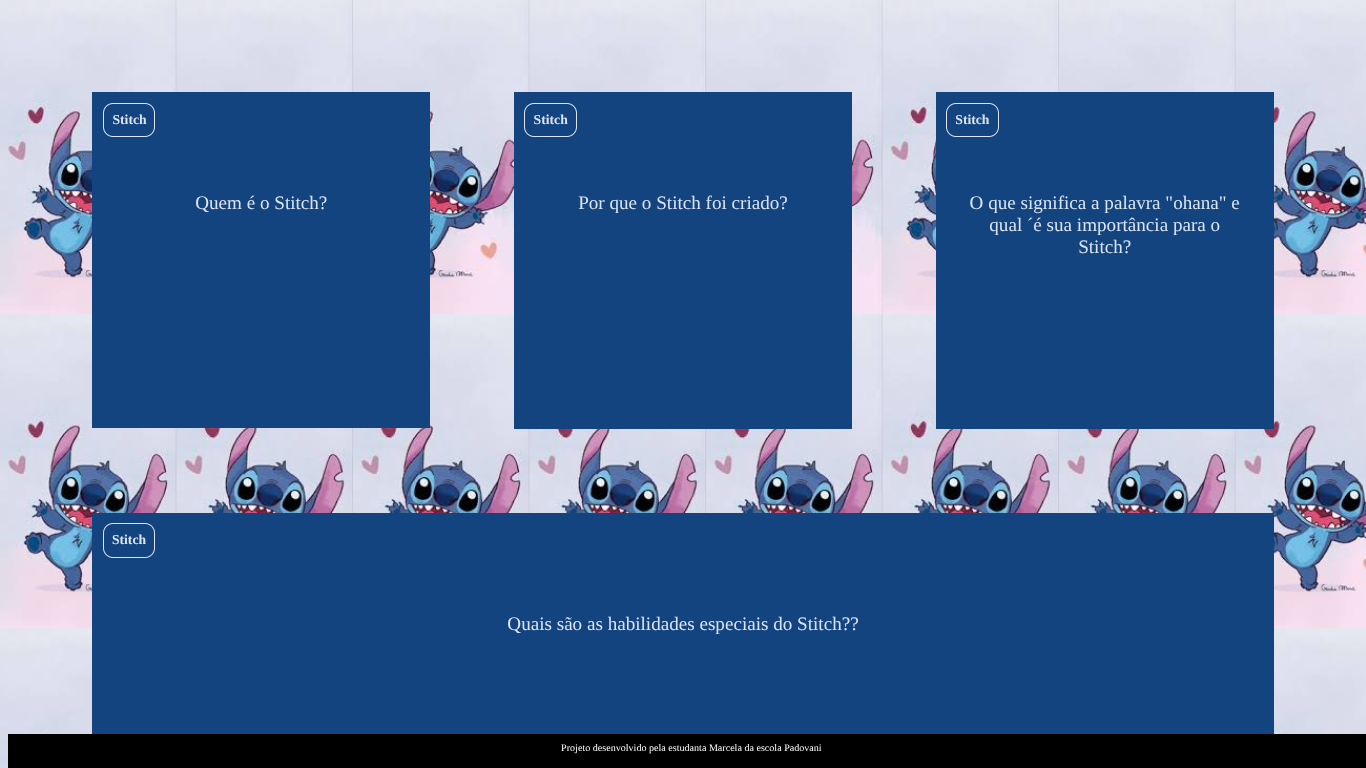 Stitch
Quem é o Stitch?
Stitch
Por que o Stitch foi criado?
Stitch
O que significa a palavra "ohana" e
qual ´é sua importância para o
Stitch?
Stitch
Quais são as habilidades especiais do Stitch??
Projeto desenvolvido pela estudanta Marcela da escola Padovani